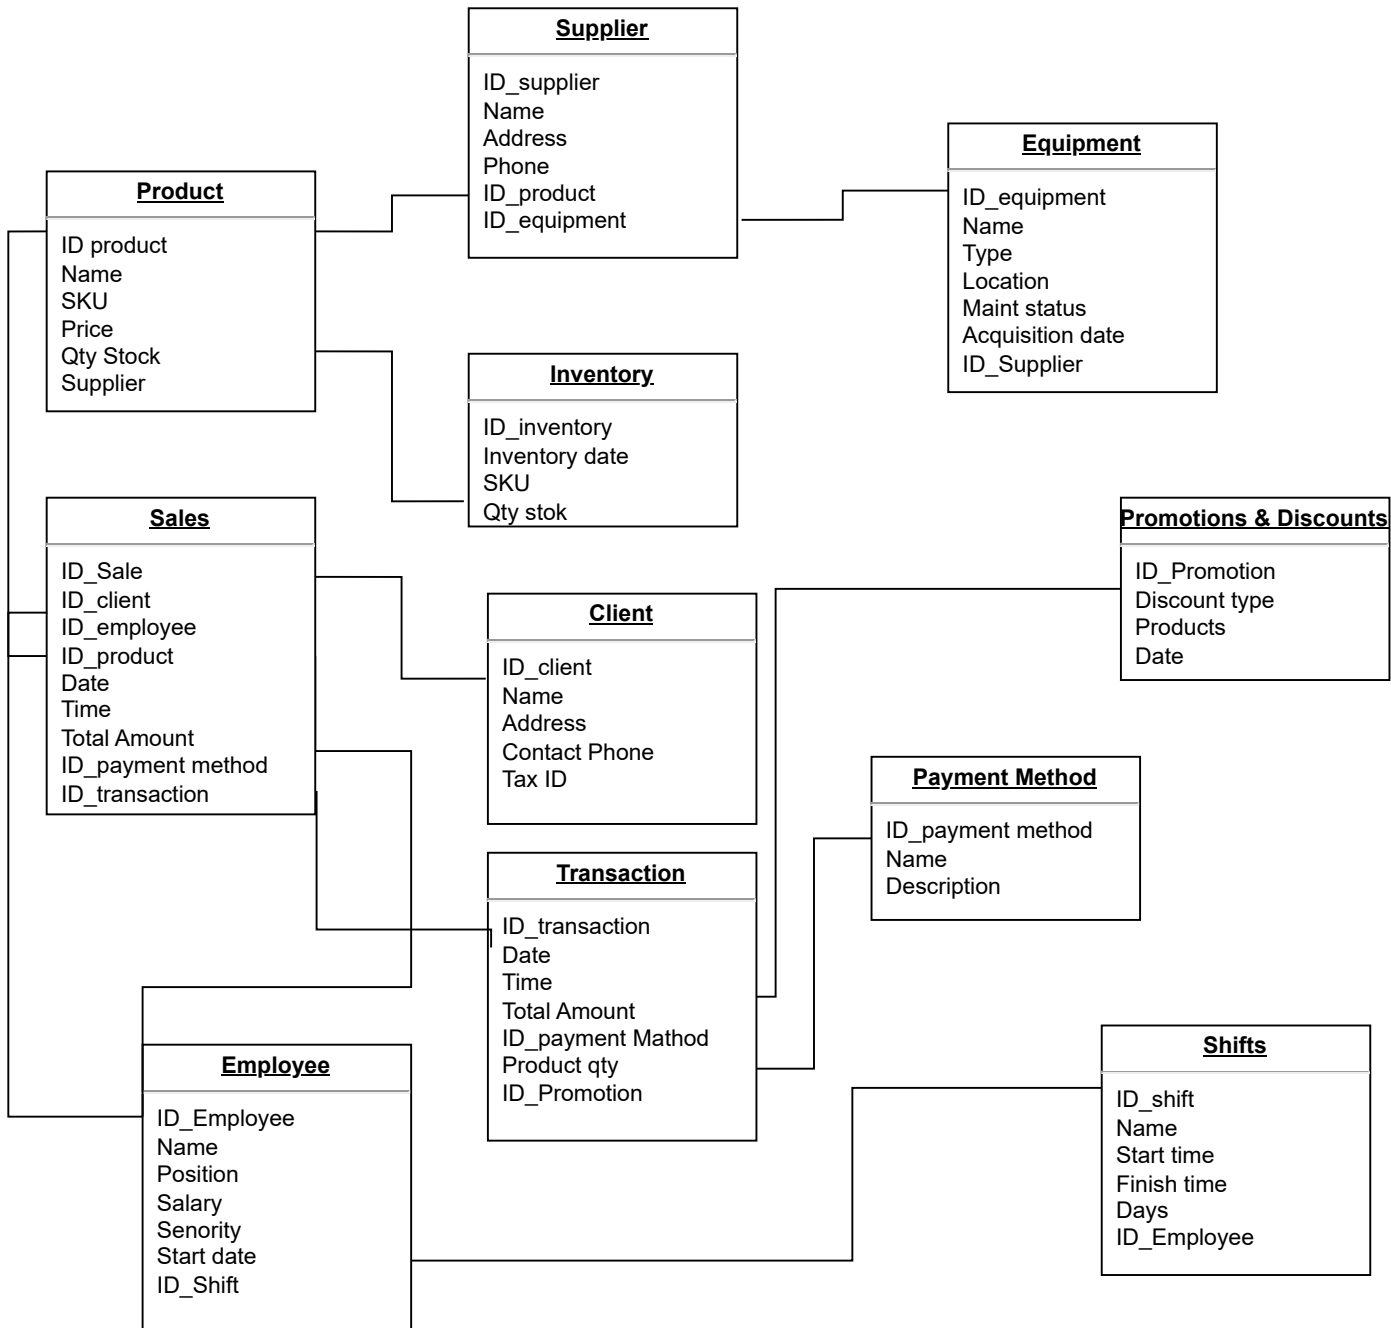 Supplier
ID_supplier
Name
Address
Phone
ID_product
ID_equipment
Equipment
ID_equipment
Name
Type
Location
Maint status
Acquisition date
ID_Supplier
Product
ID product
Name
SKU
Price
Qty Stock
Supplier
Inventory
ID_inventory
Inventory date
SKU
Qty stok
Sales
ID_Sale
ID_client
ID_employee
ID_product
Date
Time
Total Amount
ID_payment method
ID_transaction
Promotions & Discounts
ID_Promotion
Discount type
Products
Date
Client
ID_client
Name
Address
Contact Phone
Tax ID
Payment Method
ID_payment method
Name
Description
Transaction
ID_transaction
Date
Time
Total Amount
ID_payment Mathod
Product qty
ID_Promotion
Employee
ID_Employee
Name
Position
Salary
Senority
Start date
ID_Shift
Shifts
ID_shift
Name
Start time
Finish time
Days
ID_Employee